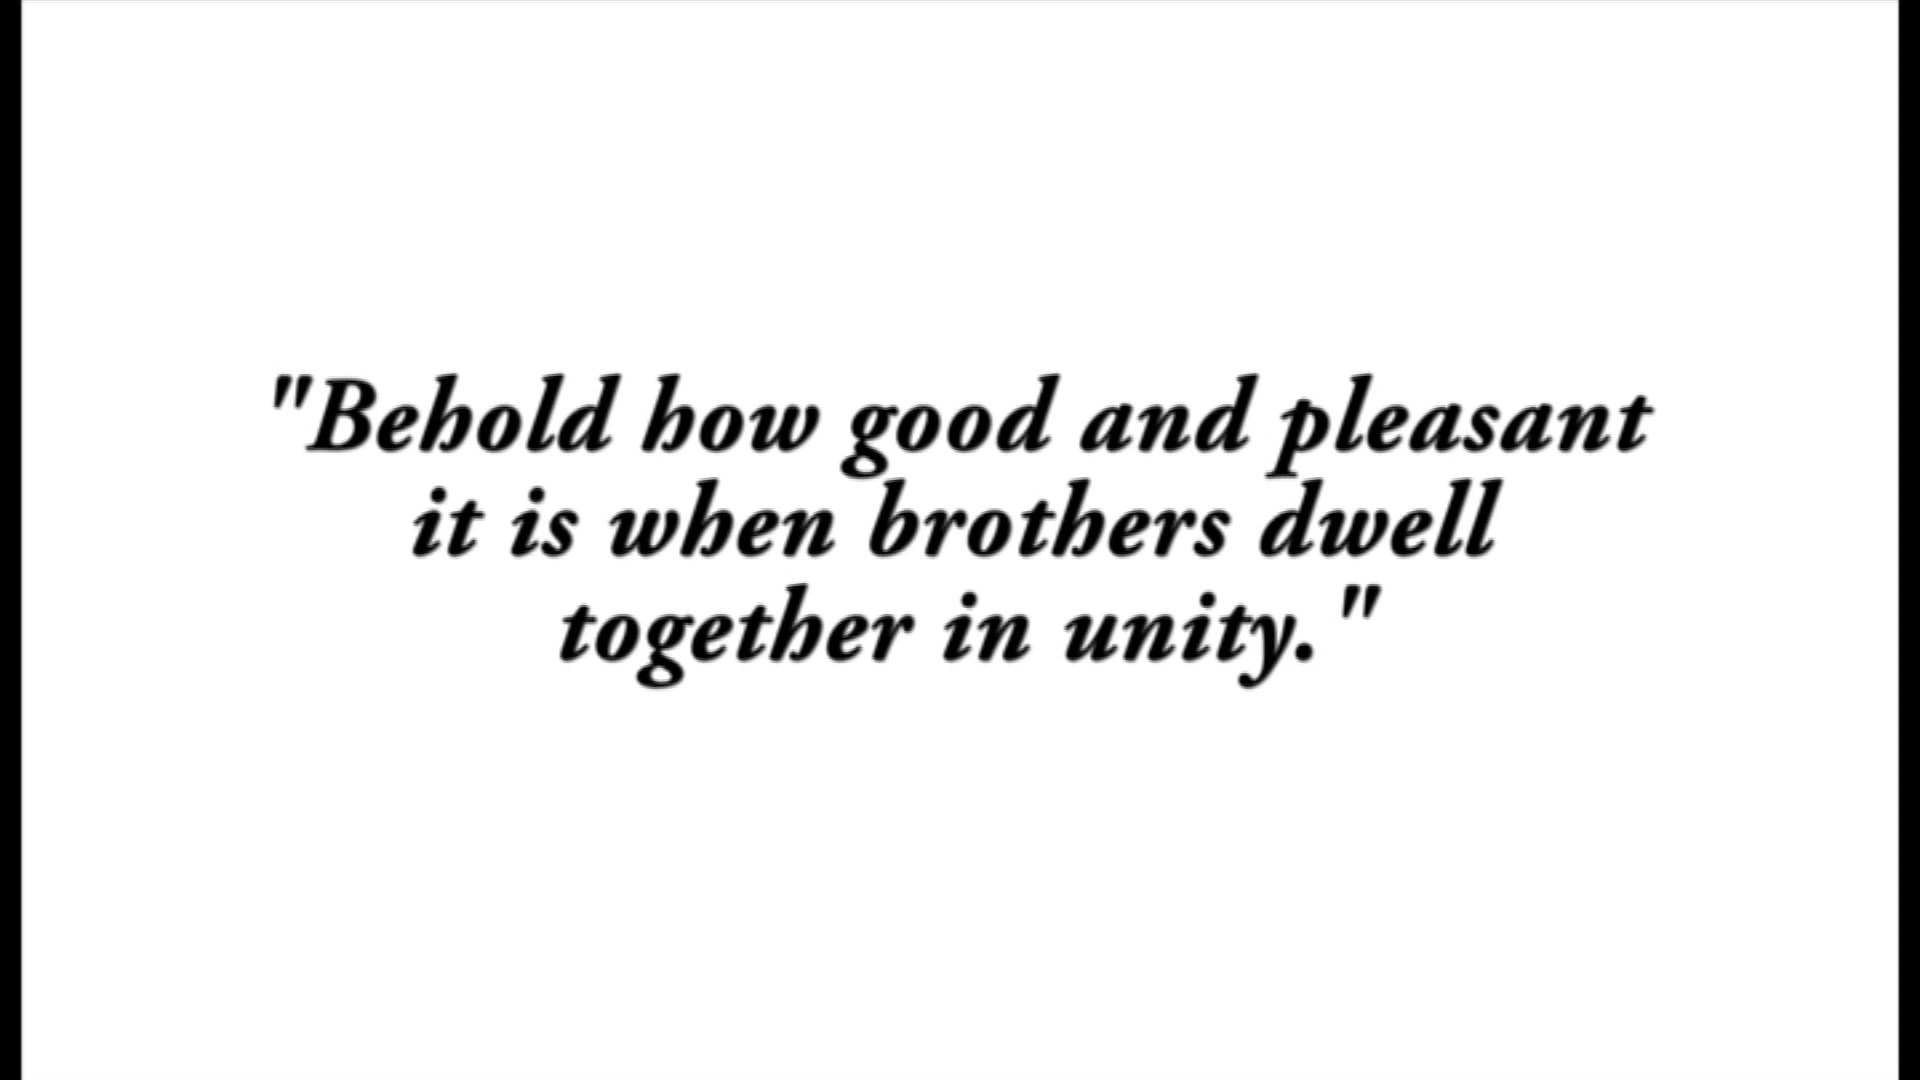 "Behold how good and pleasant
it is when brothers dwell
together in unity."